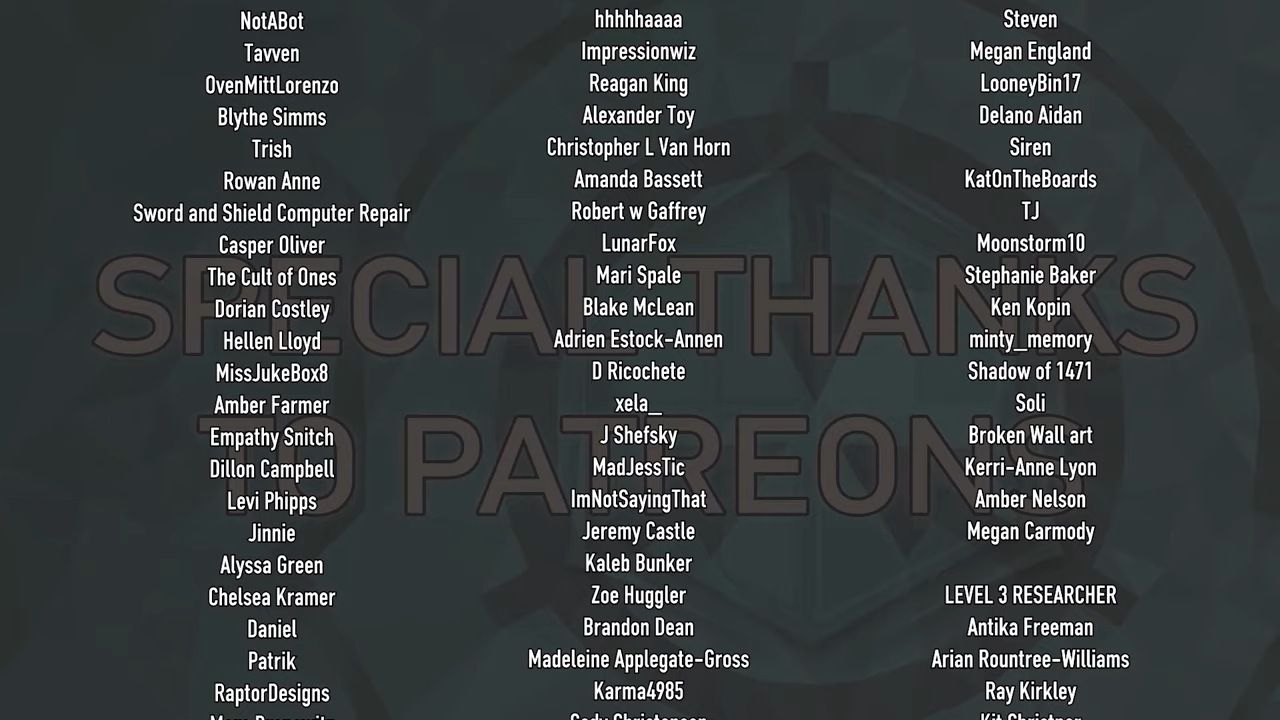 NotABot
Tavven
OvenMittLorenzo
Blythe Simms
Trish
Rowan Anne
Sword and Shield Computer Repair
Casper Oliver
The Cult of Ones
Dorian Costley
Hellen Lloyd
MissJukeBox8
Amber Farmer
Empathy Snitch
Dillon Campbell
Levi Phipps
Jinnie
Alyssa Green
Chelsea Kramer
Daniel
Patrik
RaptorDesigns
hhhhhaaaa
Impressionwiz
Reagan King
Alexander Toy
Christopher L Van Horn
Amanda Bassett
Robert w Gaffrey
LunarFox
Mari Spale
Blake McLean
Adrien Estock-Annen
D Ricochete
xela_
J Shefsky
MadJessTic
ImNotSayingThat
Jeremy Castle
Kaleb Bunker
Zoe Huggler
Brandon Dean
Madeleine Applegate-Gross
Karma4985
Steven
Megan England
LooneyBin17
Delano Aidan
Siren
KatOnTheBoards
TJ
Moonstorm10
Stephanie Baker
Ken Kopin
minty_memory
Shadow of 1471
Soli
Broken Wall art
Kerri-Anne Lyon
Amber Nelson
Megan Carmody
LEVEL 3 RESEARCHER
Antika Freeman
Arian Rountree-Williams
Ray Kirkley
SPECIAL THANKS
TO PATREONS